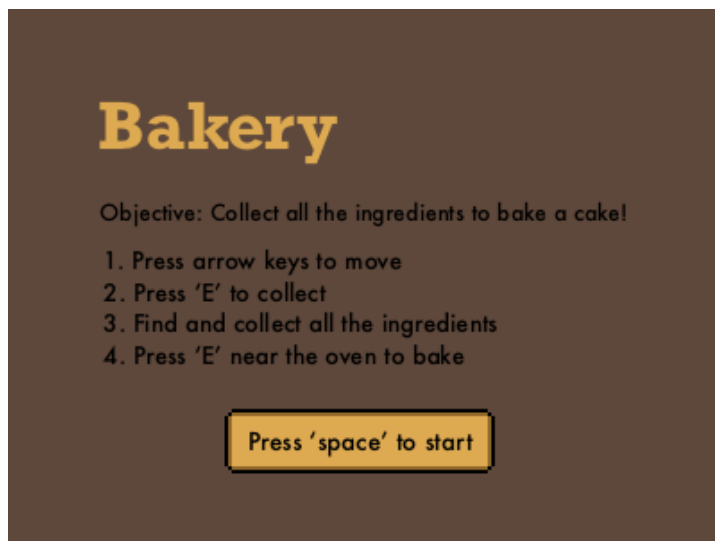 Bakery
Objective: Collect all the ingredients to bake a cake!
1. Press arrow keys to move
2. Press ‘E’ to collect
3. Find and collect all the ingredients
4. Press ‘E’ near the oven to bake
Press ‘space’ to start